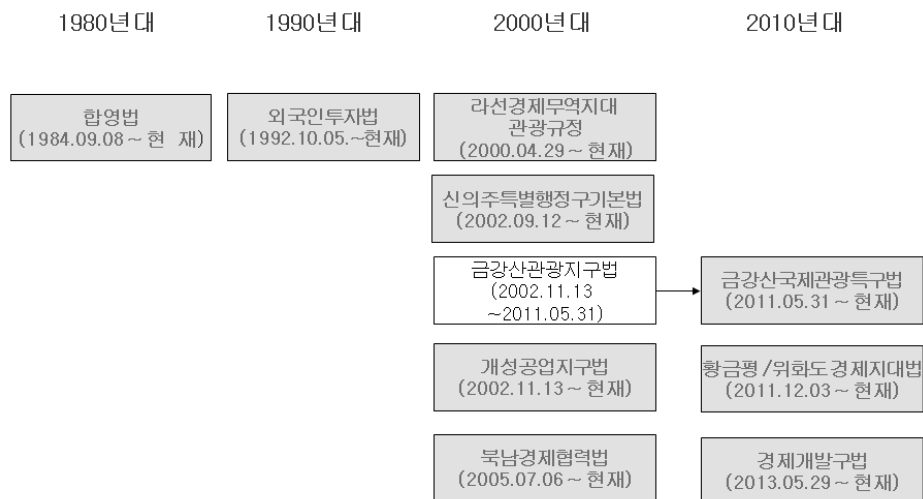 1980년대
1990년대
2000년대
2010년대
합영법
(1984.09.08 ~ 현 재)
외국인투자법
(1992.10.05.~현재)
라선경제무역지대
관광규정
(2000.04.29 ~ 현재)
신의주특별행정구기본법
(2002.09.12 ~ 현재)
금강산관광지구법
(2002.11.13
~2011.05.31)
금강산국제관광특구법
(2011.05.31 ~ 현재)
개성공업지구법
(2002.11.13~ 현재)
황금평/위화도 경제지대법
(2011.12.03~ 현재)
북남경제협력법
(2005.07.06 ~ 현재)
경제개발구법
(2013.05.29 ~ 현재)